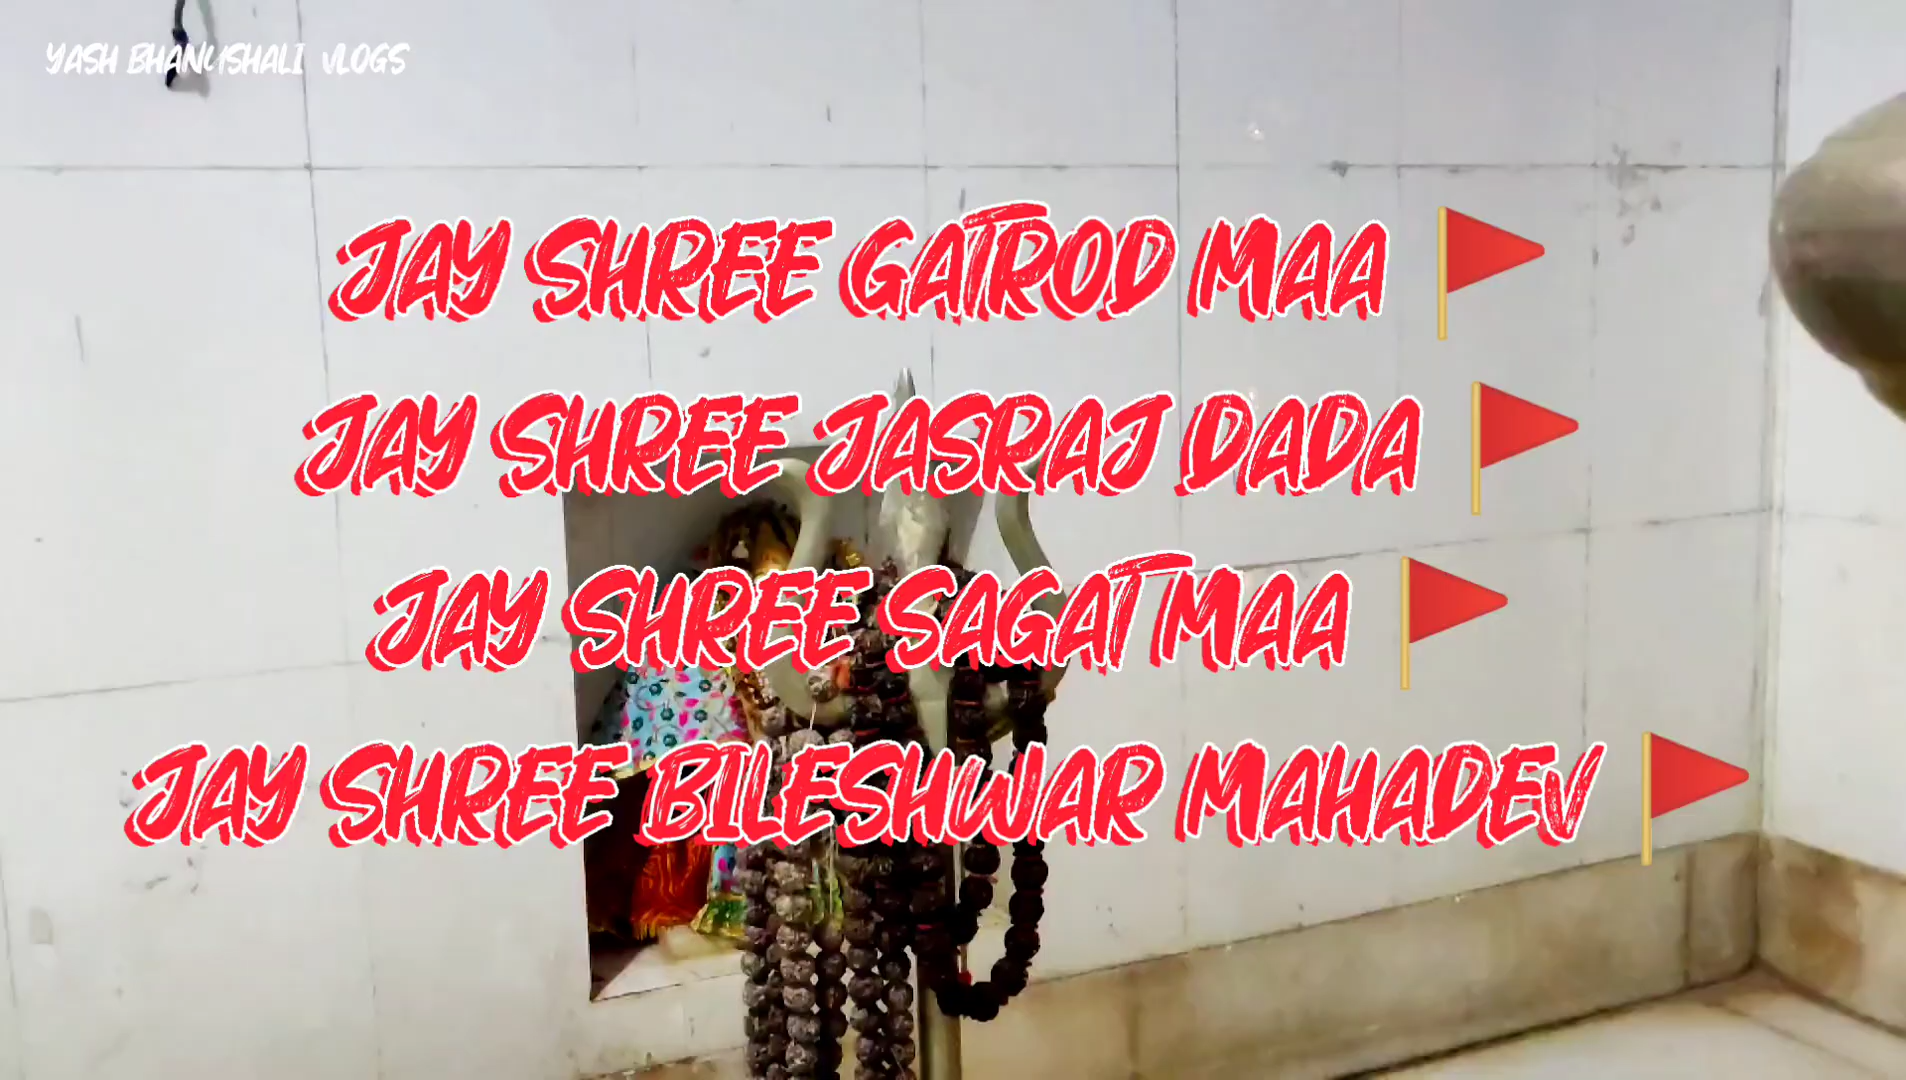 YASH BHANUSHALI VLOGS
JAY SHREE GATROD MAA 🚩
JAY SHREE JASRAJ DADA 🚩
JAY SHREE SAGAT MAA 🚩
JAY SHREE BILESHWAR MAHADEV 🚩